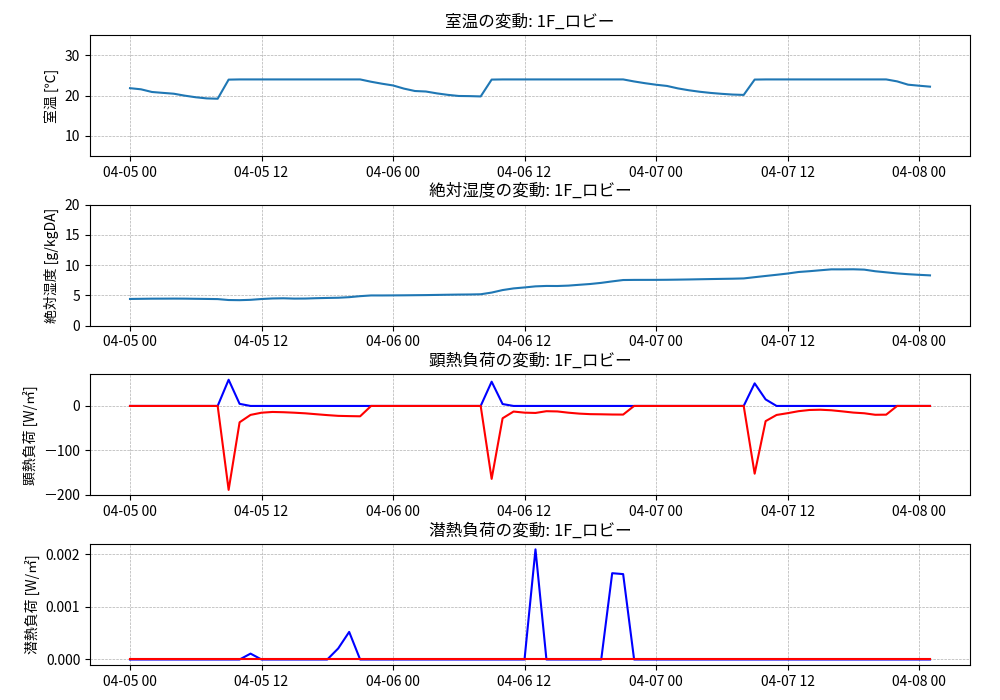 室温の変動: 1F_ロビー
室温 [℃]
30
20
10
04-05 00 04-05 12 04-06 00 04-06 12 04-07 00 04-07 12 04-08 00
絶対湿度の変動: 1F_ロビー
絶対湿度 [g/kgDA]
20
15
10
5
0
04-05 00 04-05 12 04-06 00 04-06 12 04-07 00 04-07 12 04-08 00
顕熱負荷の変動: 1F_ロビー
顕熱負荷 [W/㎡]
0
−100
−200
04-05 00 04-05 12 04-06 00 04-06 12 04-07 00 04-07 12 04-08 00
潜熱負荷の変動: 1F_ロビー
潜熱負荷 [W/㎡]
0.002
0.001
0.000
04-05 00 04-05 12 04-06 00 04-06 12 04-07 00 04-07 12 04-08 00